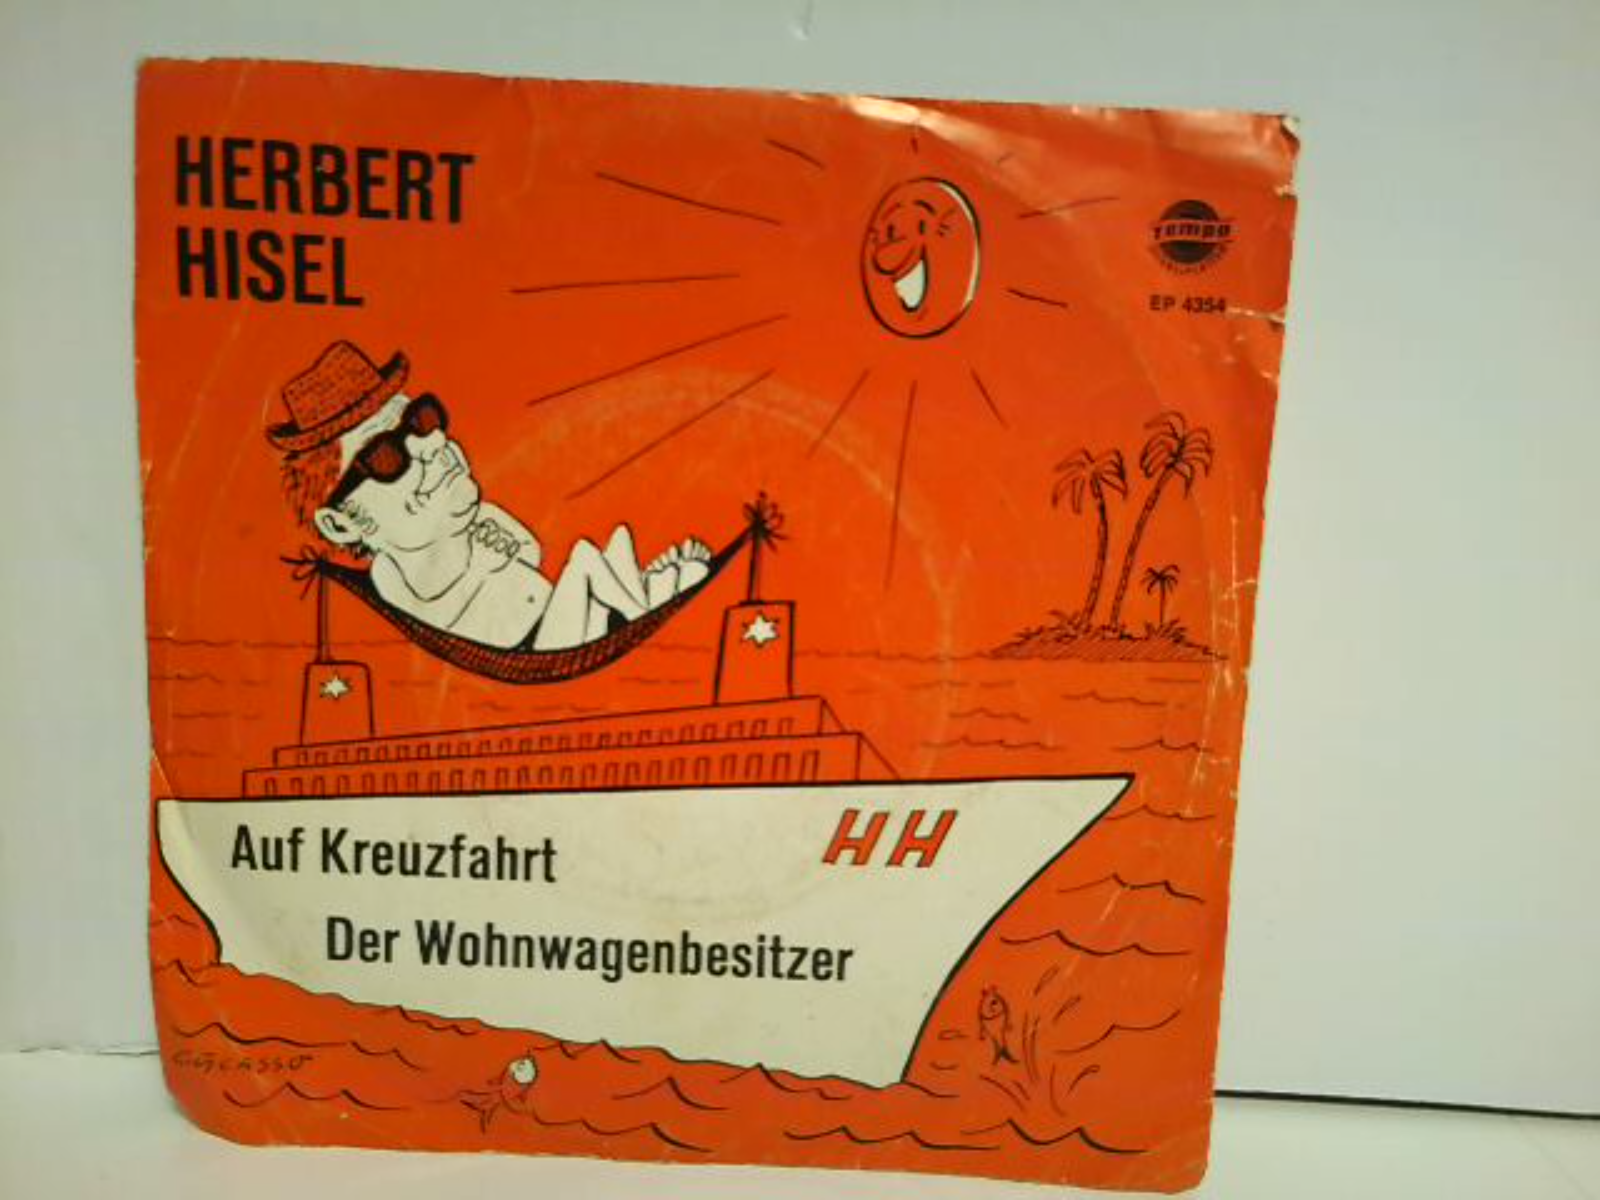 HERBERT
HISEL
tempo
EP 4354
Auf Kreuzfahrt
HH
Der Wohnwagenbesitzer